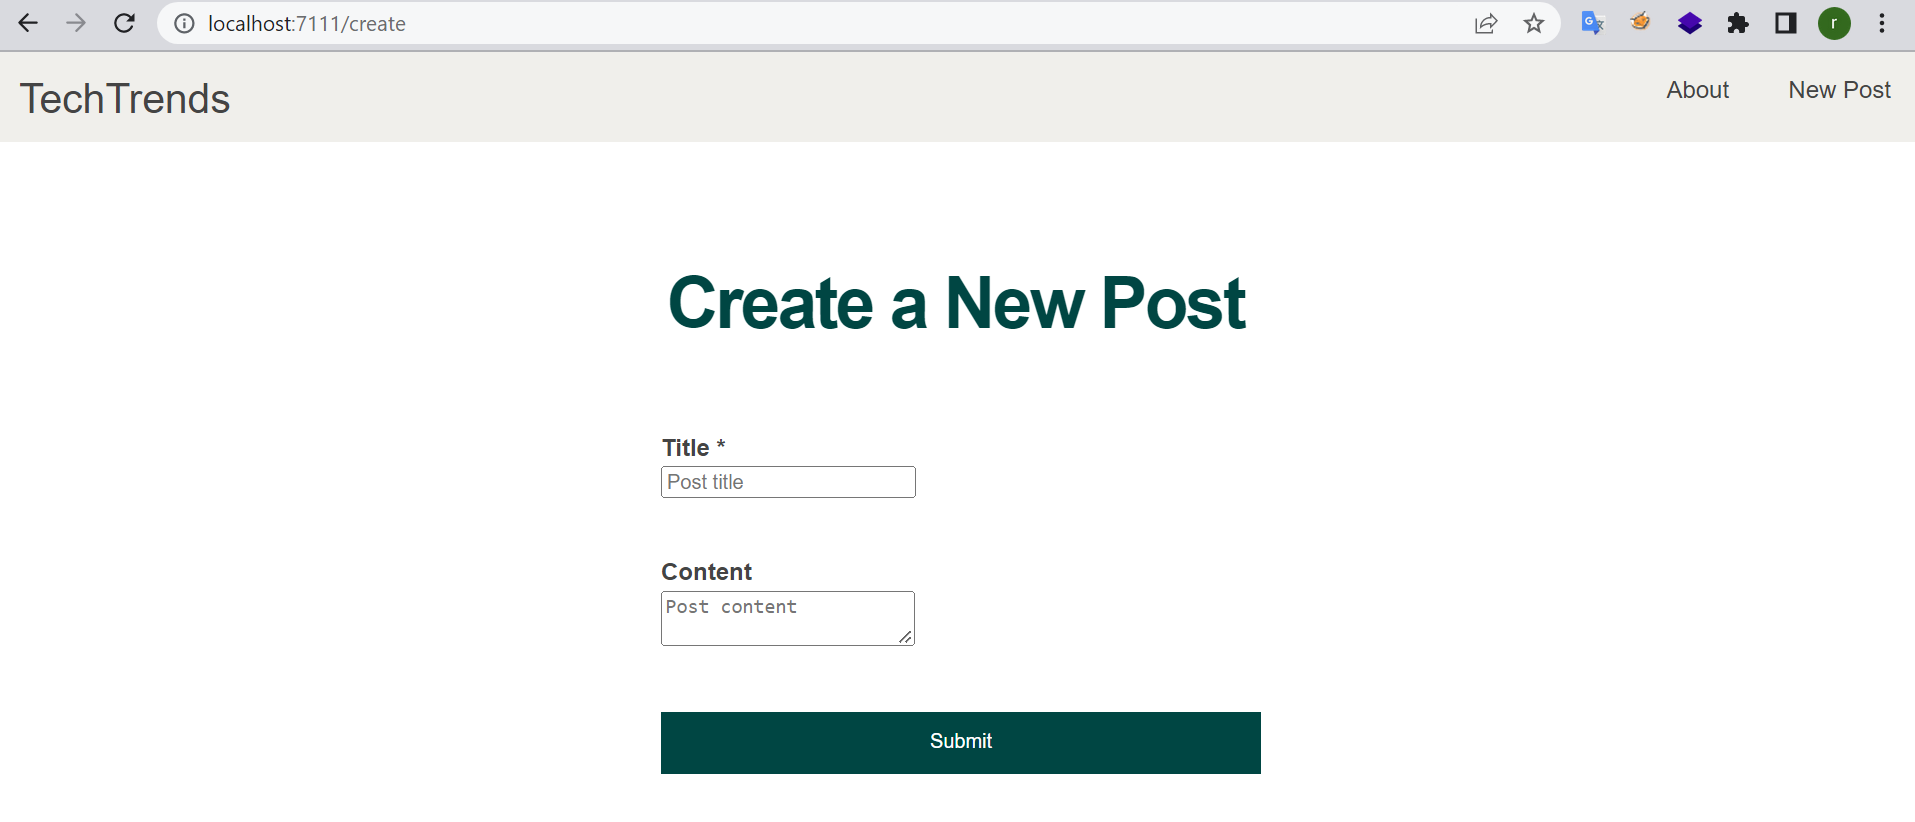 localhost:7111/create
r
TechTrends
About New Post
Create a New Post
Title *
Post title
Content
Post content
Submit